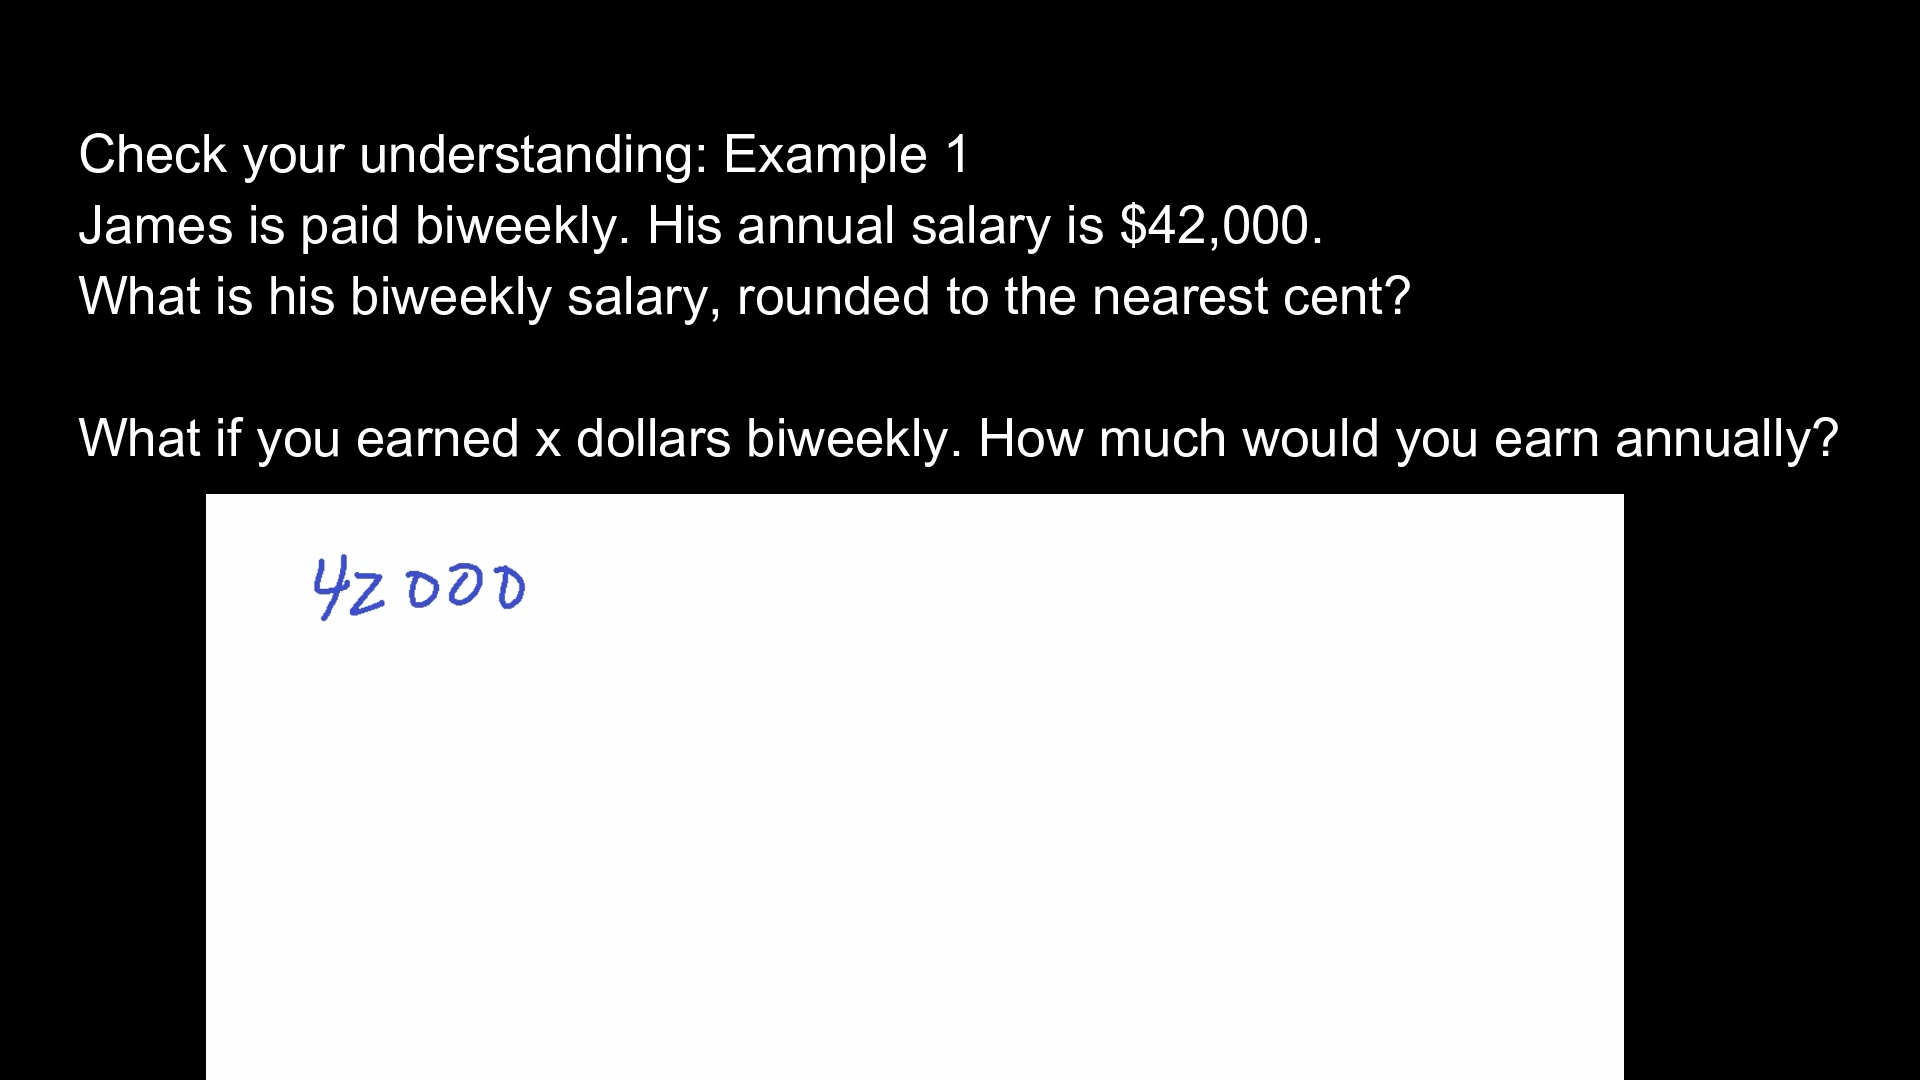 Check your understanding: Example 1
James is paid biweekly. His annual salary is $42,000.
What is his biweekly salary, rounded to the nearest cent?
What if you earned x dollars biweekly. How much would you earn annually?
42000